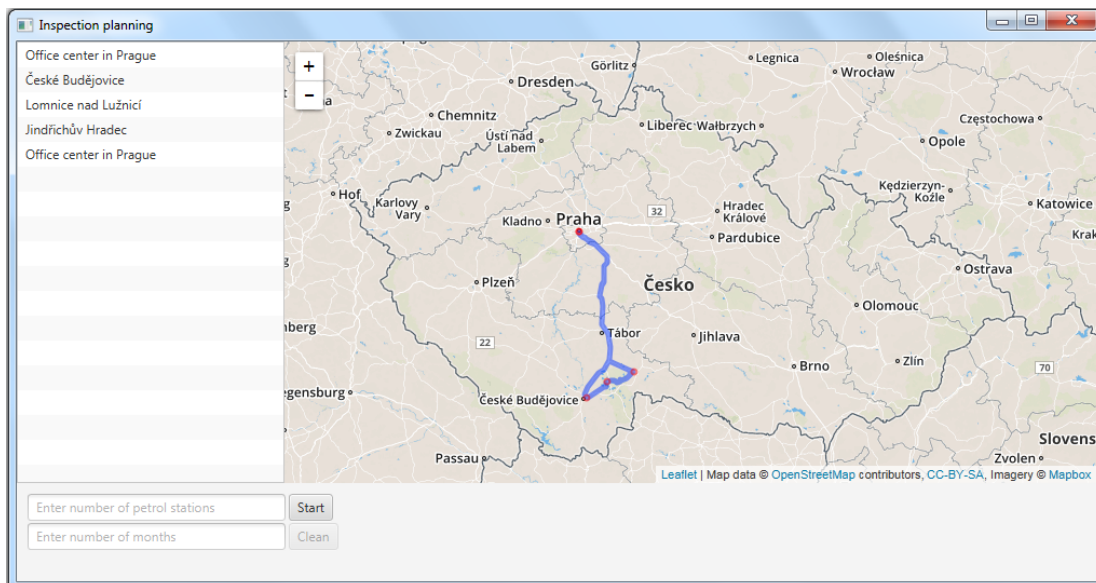 Inspection planning
Office center in Prague
České Budějovice
Lomnice nad Lužnicí
Jindřichův Hradec
Office center in Prague
+
−
Görlitz
Legnica
Oleśnica
Wrocław
Dresden
Chemnitz
Zwickau
Ústí nad
Labem
Liberec
Wałbrzych
Częstochowa
Opole
Hof
Karlovy
Vary
Kladno
Praha
32
Hradec
Králové
Pardubice
Kędzierzyn-
Koźle
Katowice
Krak
Plzeň
Česko
Ostrava
Olomouc
nberg
22
Tábor
Jihlava
Brno
Zlín
70
egensburg
České Budějovice
Passau
Slovens
Zvolen
Leaflet | Map data © OpenStreetMap contributors, CC-BY-SA, Imagery © Mapbox
Enter number of petrol stations
Start
Enter number of months
Clean